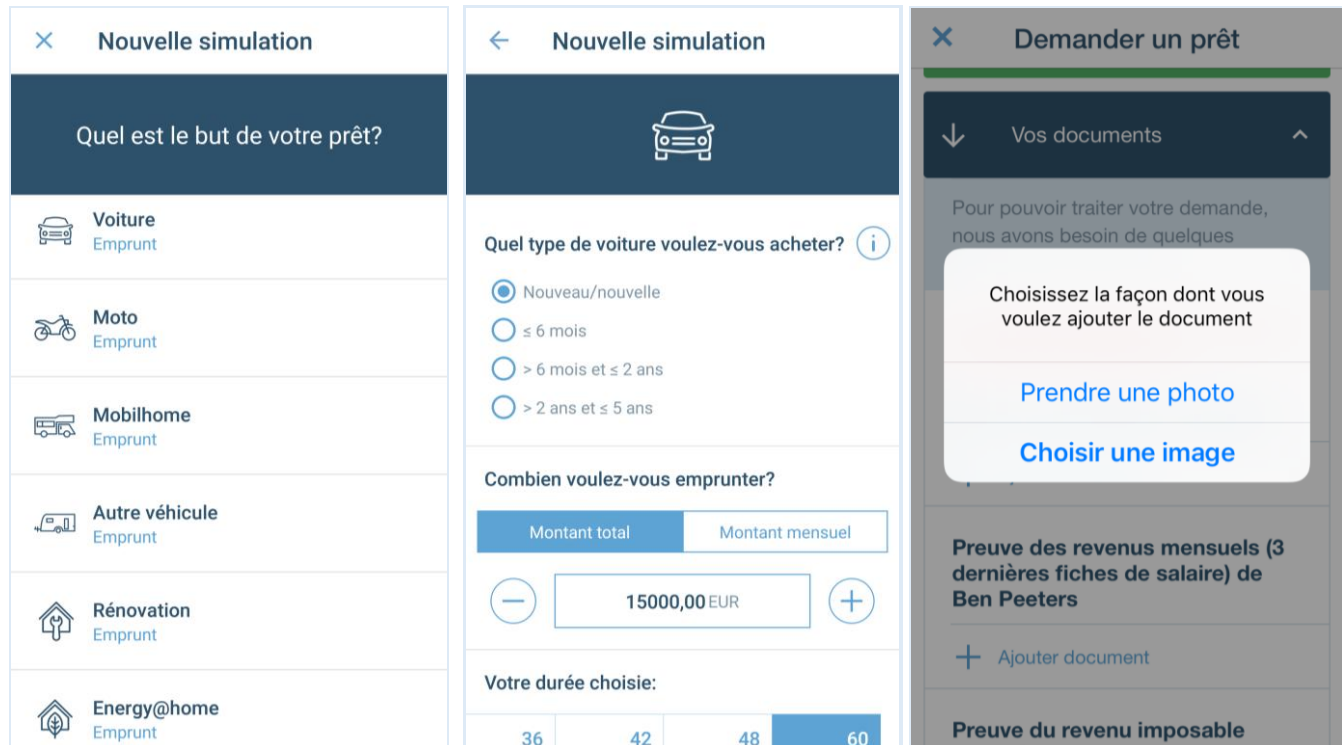 Nouvelle simulation
Quel est le but de votre prêt?
Voiture
Emprunt
Moto
Emprunt
Mobilhome
Emprunt
Autre véhicule
Emprunt
Rénovation
Emprunt
Energy@home
Emprunt
Nouvelle simulation
Quel type de voiture voulez-vous acheter? i
Nouveau/nouvelle
≤ 6 mois
> 6 mois et ≤ 2 ans
> 2 ans et ≤ 5 ans
Combien voulez-vous emprunter?
Montant total Montant mensuel
15000,00 EUR
Votre durée choisie:
36 42 48 60
Demander un prêt
Vos documents
Pour pouvoir traiter votre demande,
nous avons besoin de quelques
Choisissez la façon dont vous
voulez ajouter le document
Prendre une photo
Choisir une image
Preuve des revenus mensuels (3
dernières fiches de salaire) de
Ben Peeters
Ajouter document
Preuve du revenu imposable